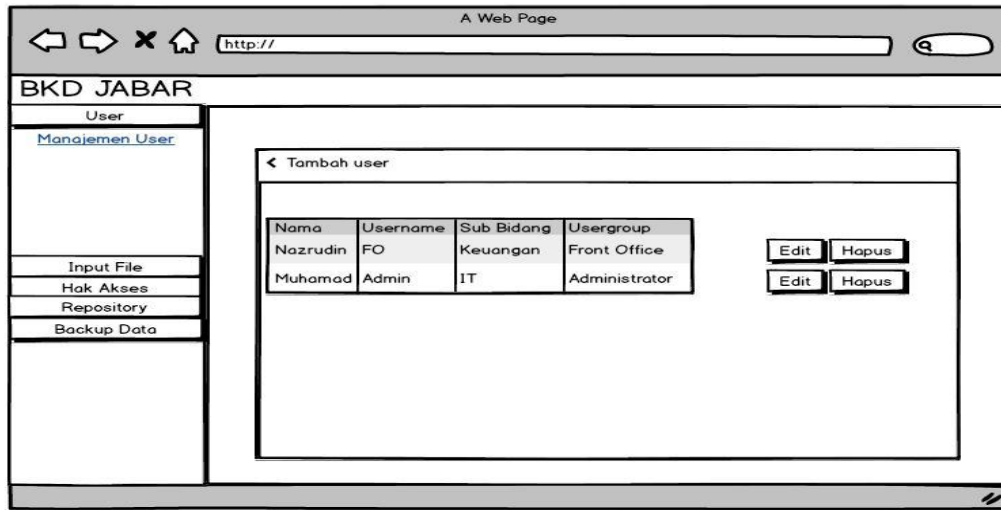 A Web Page
http://
BKD JABAR
User
Manajemen User
Input File
Hak Akses
Repository
Backup Data
< Tambah user
Nama Username Sub Bidang Usergroup
Nazrudin FO Keuangan Front Office Edit Hapus
Muhamad Admin IT Administrator Edit Hapus